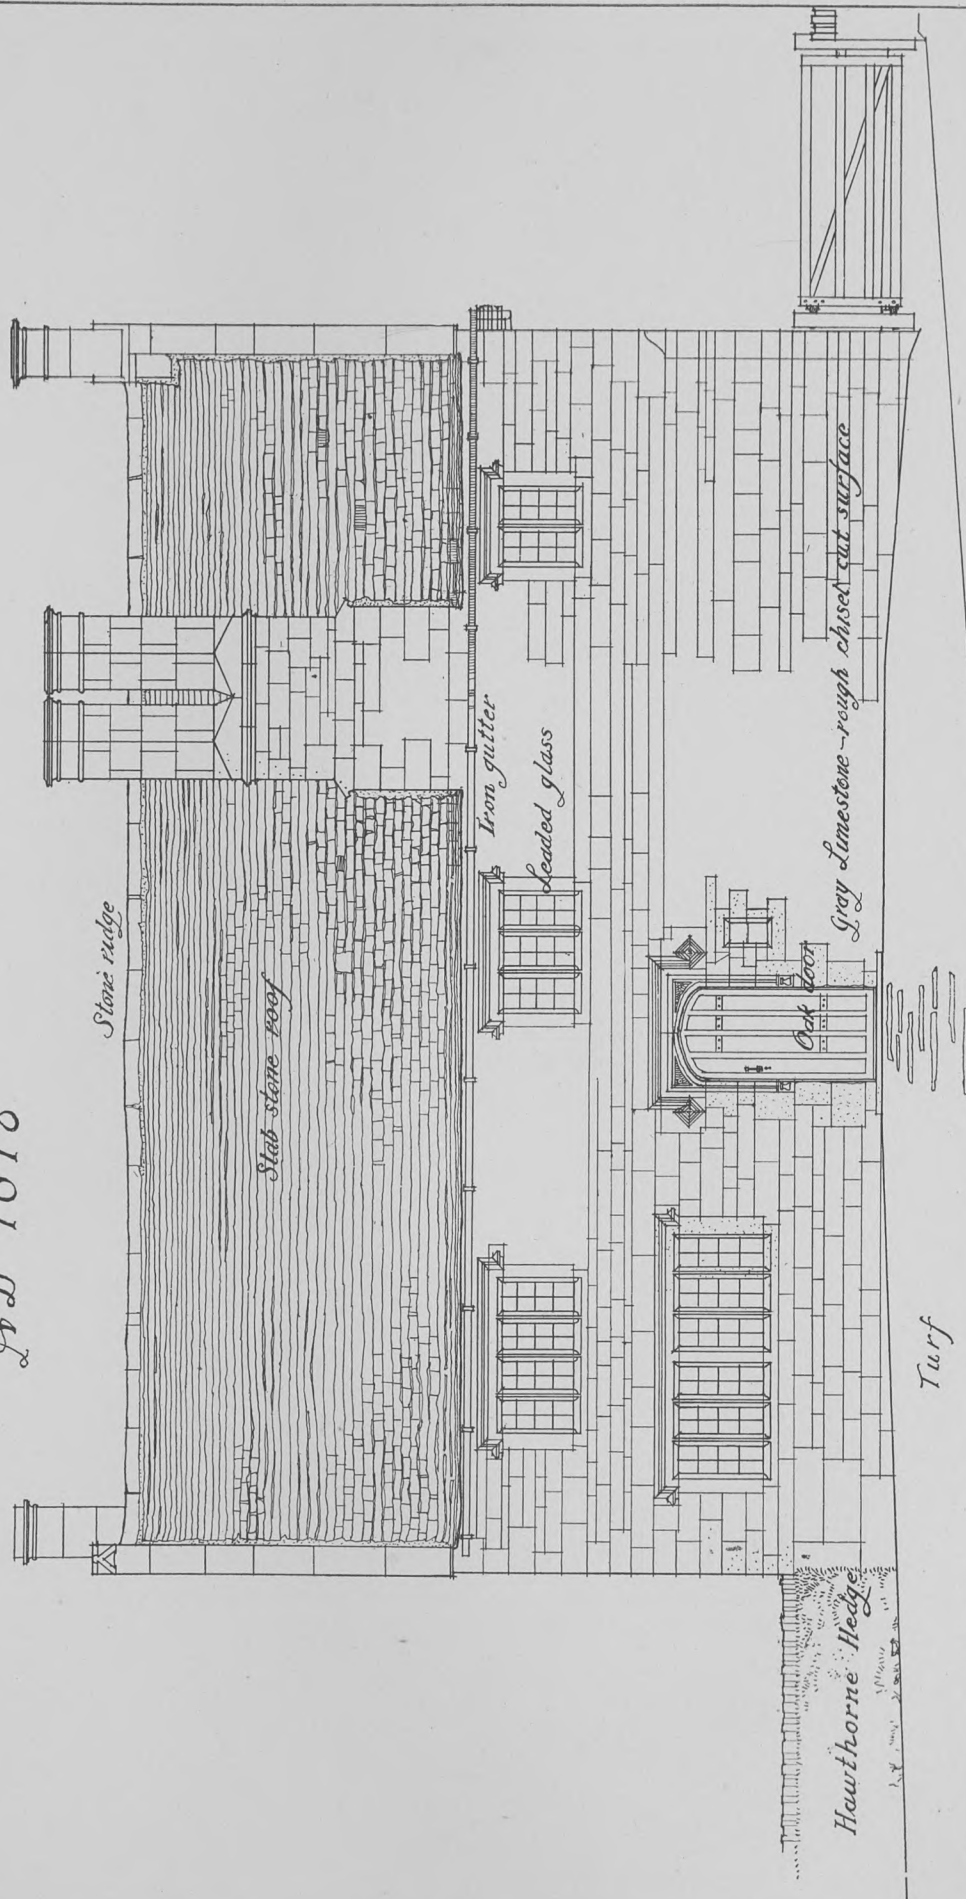 Stone ridge
Slab stone roof
Iron gutter
Leaded glass
Oak door
Gray Limestone-rough chisel cut surface
Hawthorne Hedge
Turf